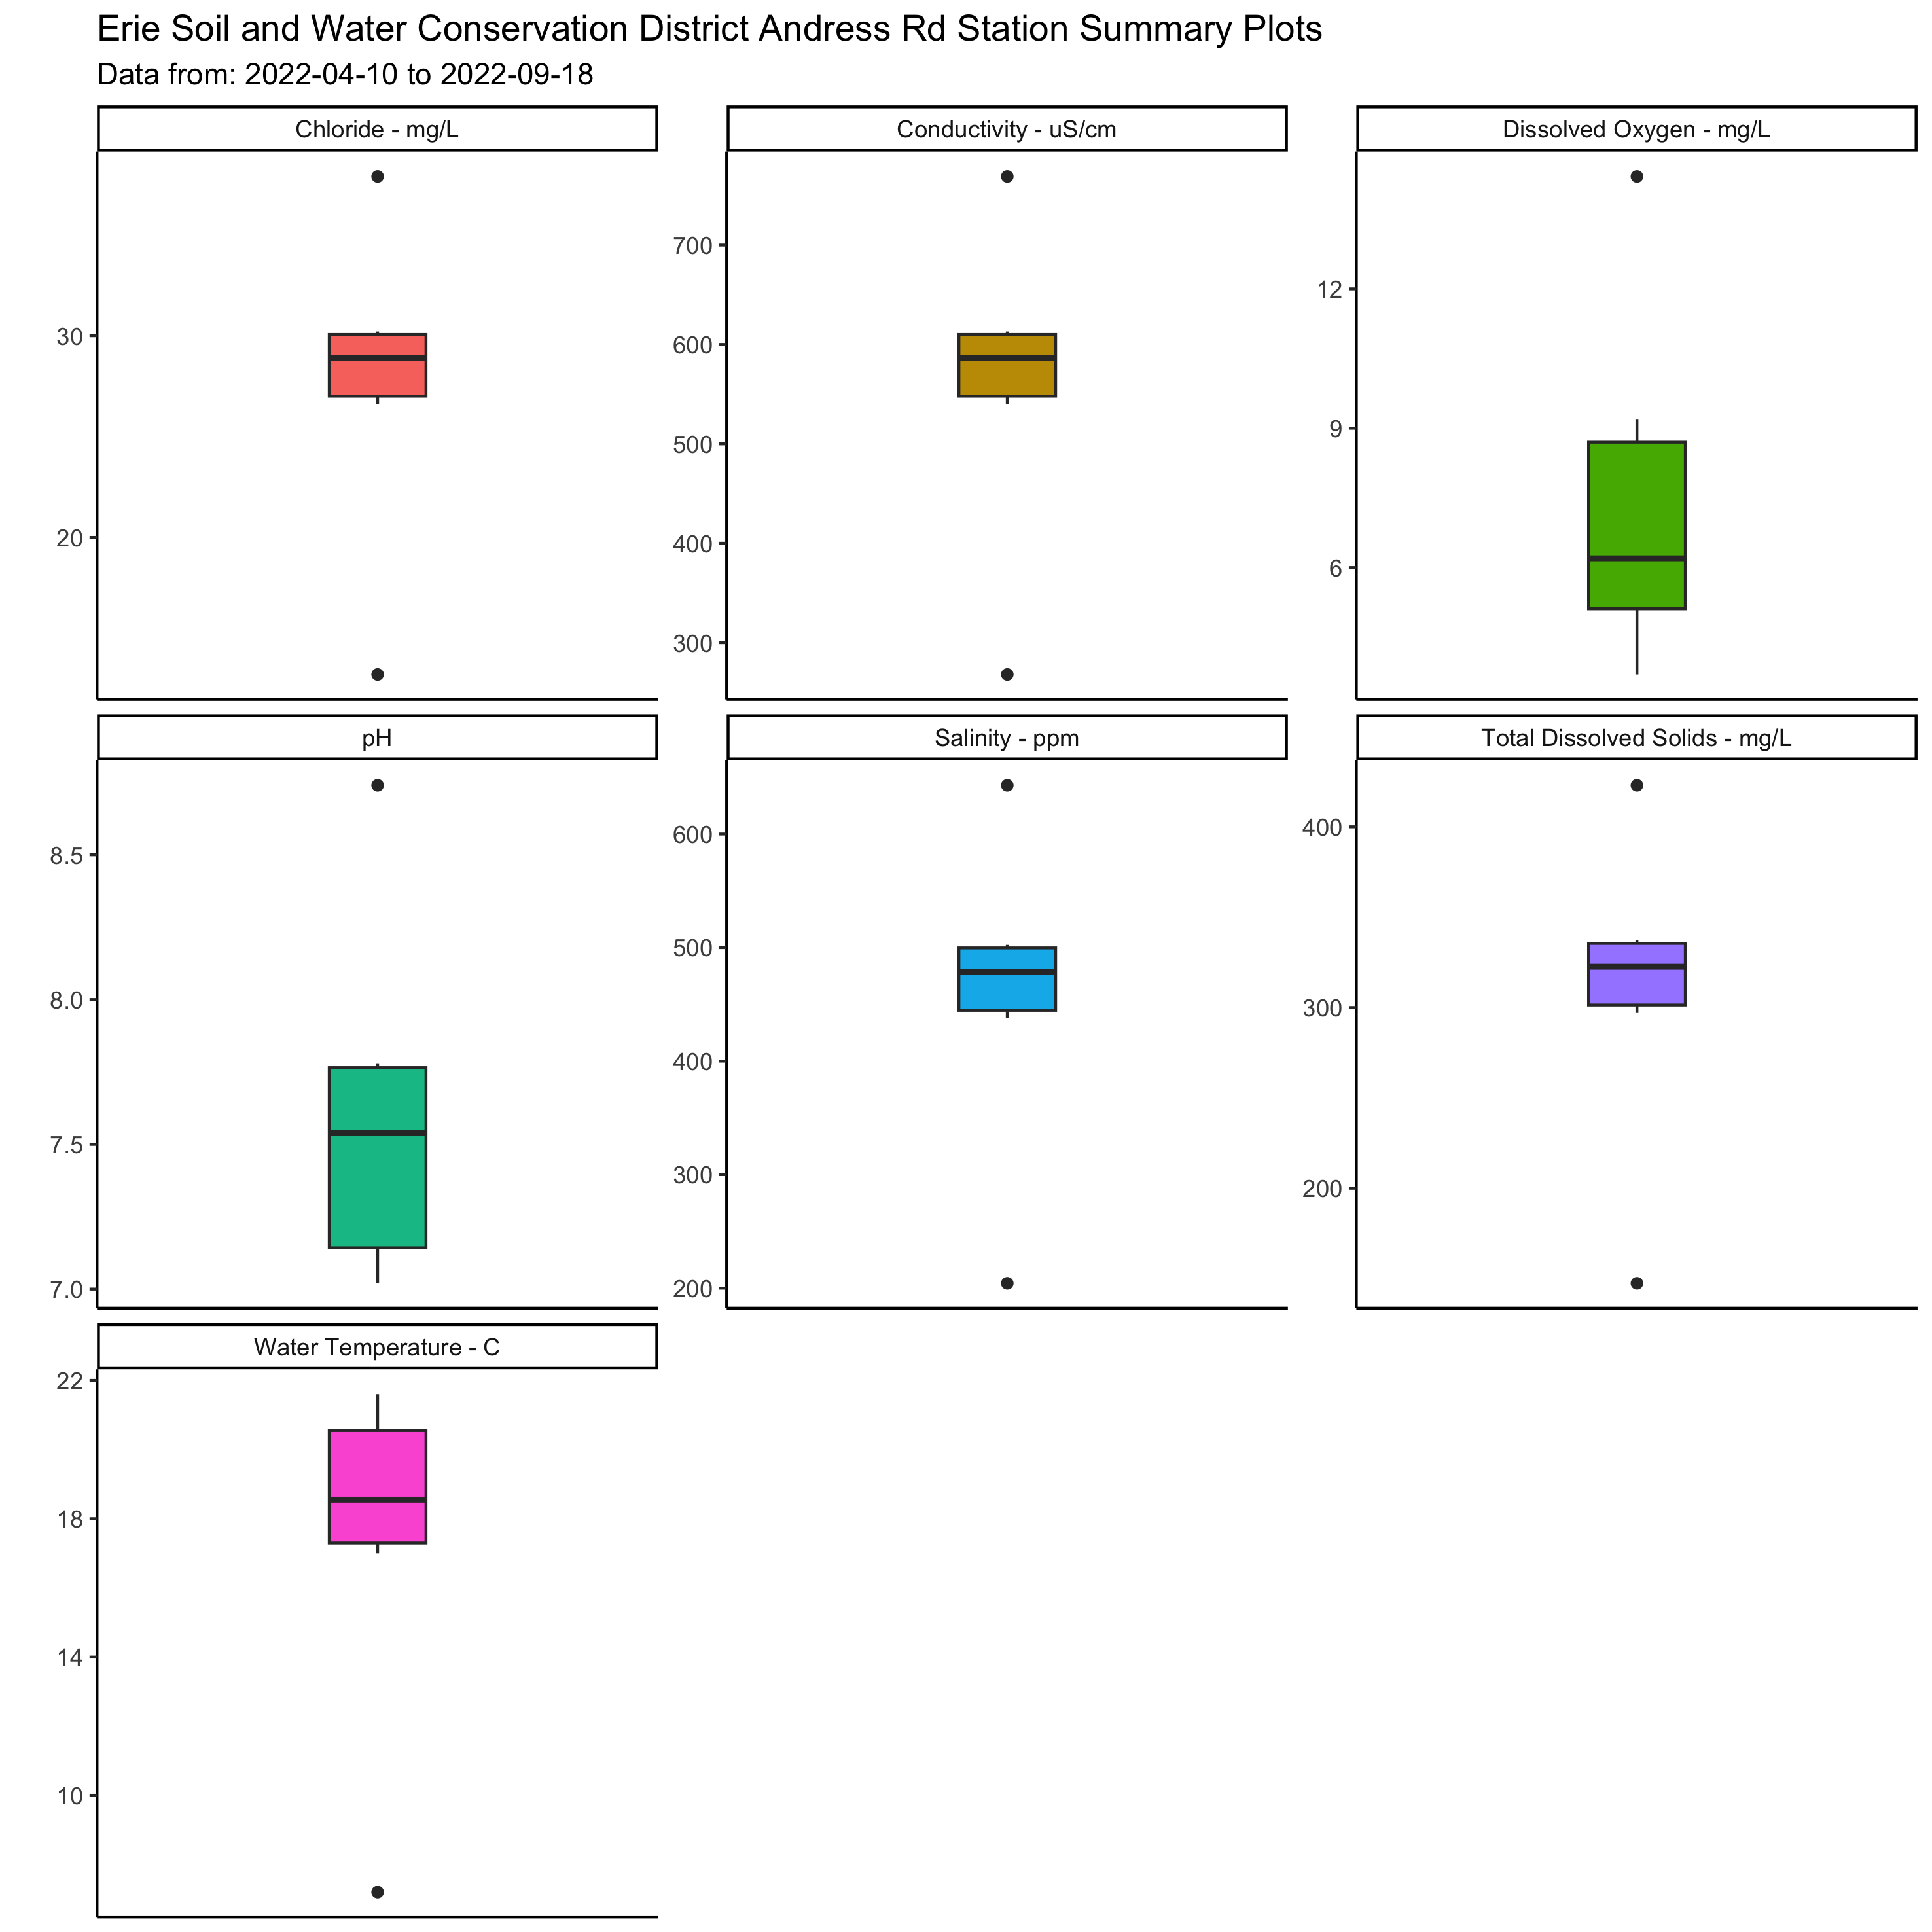 Erie Soil and Water Conservation District Andress Rd Station Summary Plots
Data from: 2022-04-10 to 2022-09-18
Chloride - mg/L
30
20
Conductivity - uS/cm
700
600
500
400
300
Dissolved Oxygen - mg/L
12
9
6
pH
8.5
8.0
7.5
7.0
Salinity - ppm
600
500
400
300
200
Total Dissolved Solids - mg/L
400
300
200
Water Temperature - C
22
18
14
10